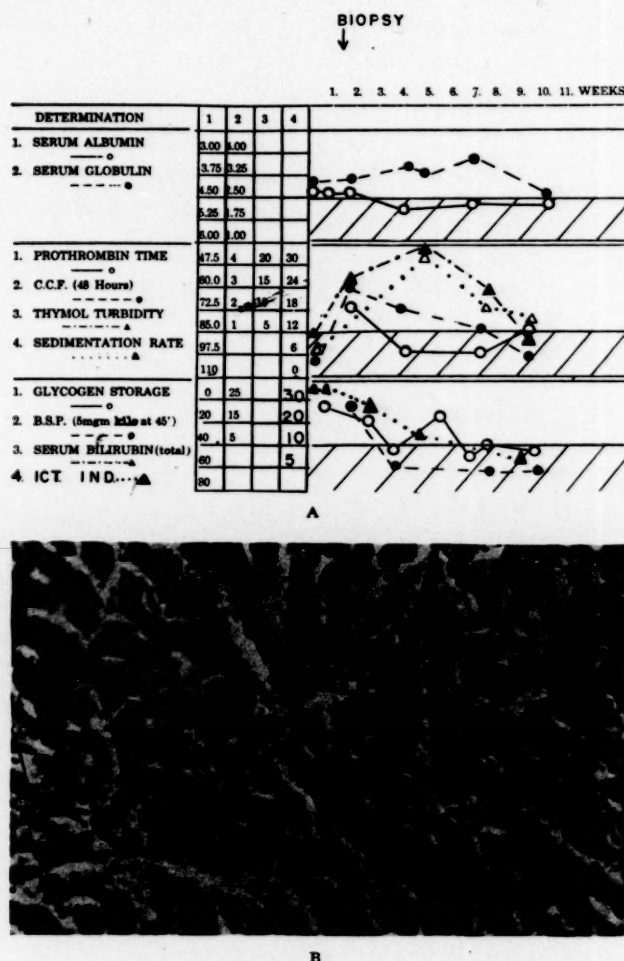 BIOPSY
1. 2. 3. 4. 5. 6. 7. 8. 9. 10. 11. WEEKS
DETERMINATION 1 2 3 4
1. SERUM ALBUMIN 3.00 4.00
2. SERUM GLOBULIN 3.75 3.25
4.50 2.50
5.25 1.75
6.00 1.00
1. PROTHROMBIN TIME 47.5 4 20 30
2. C.C.F. (48 Hours) 60.0 3 15 24
72.5 2 18
3. THYMOL TURBIDITY 85.0 1 5 12
4. SEDIMENTATION RATE 97.5 6
110 0
1. GLYCOGEN STORAGE 0 25 30
2. B.S.P. (5mgm kilo at 45') 20 15 20
40 5 10
3. SERUM BILIRUBIN (total) 60 5
4. ICT. IND.
80
A
B